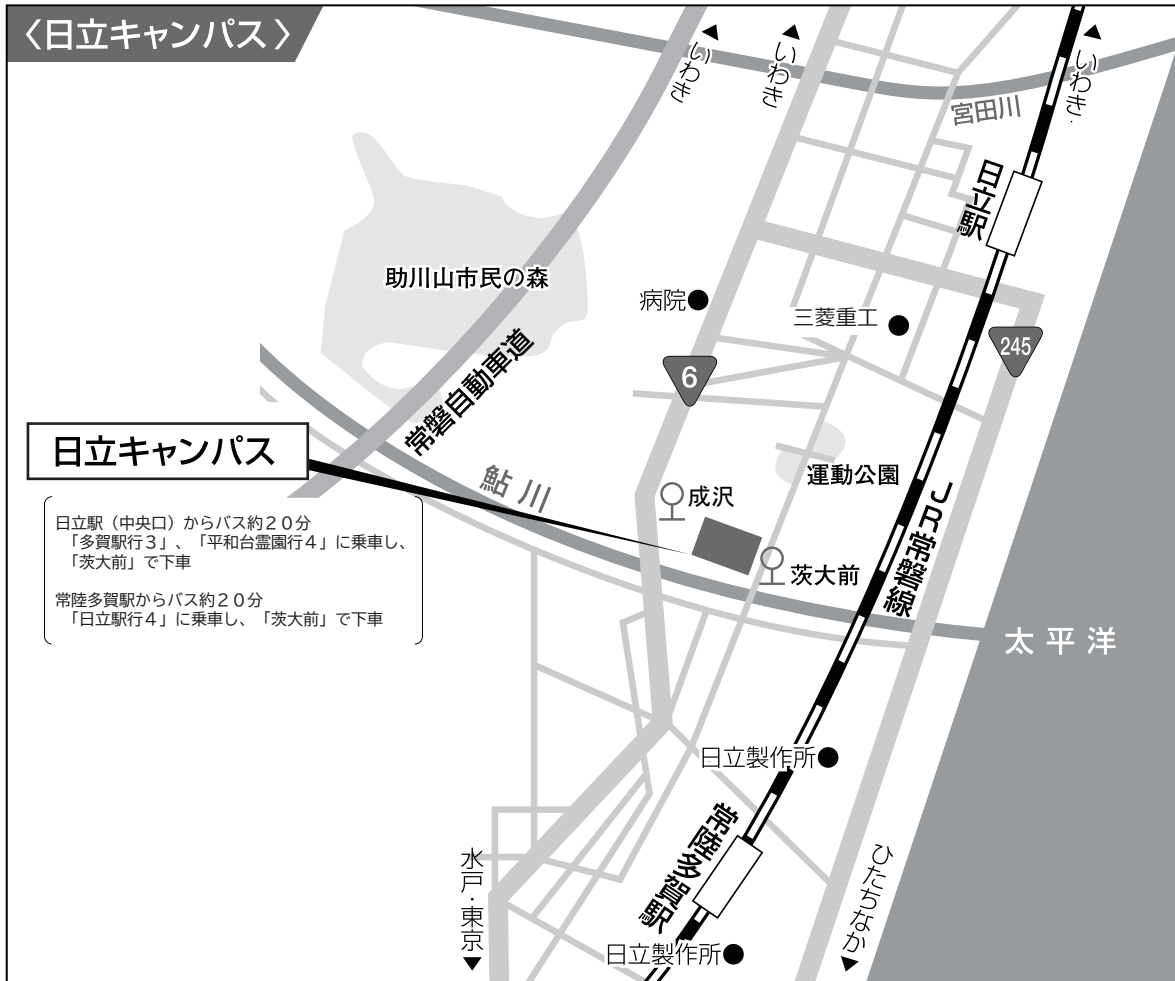 〈日立キャンパス〉
▲いわき
▲いわき
▲いわき
宮田川
日立駅
助川山市民の森
病院
三菱重工
245
6
常磐自動車道
日立キャンパス
鮎川
成沢
運動公園
JR常磐線
茨大前
日立駅（中央口）からバス約２０分
「多賀駅行３」、「平和台霊園行４」に乗車し、
「茨大前」で下車
常陸多賀駅からバス約２０分
「日立駅行４」に乗車し、「茨大前」で下車
太平洋
日立製作所
常陸多賀駅
水戸・東京▼
ひたちなか▼
日立製作所